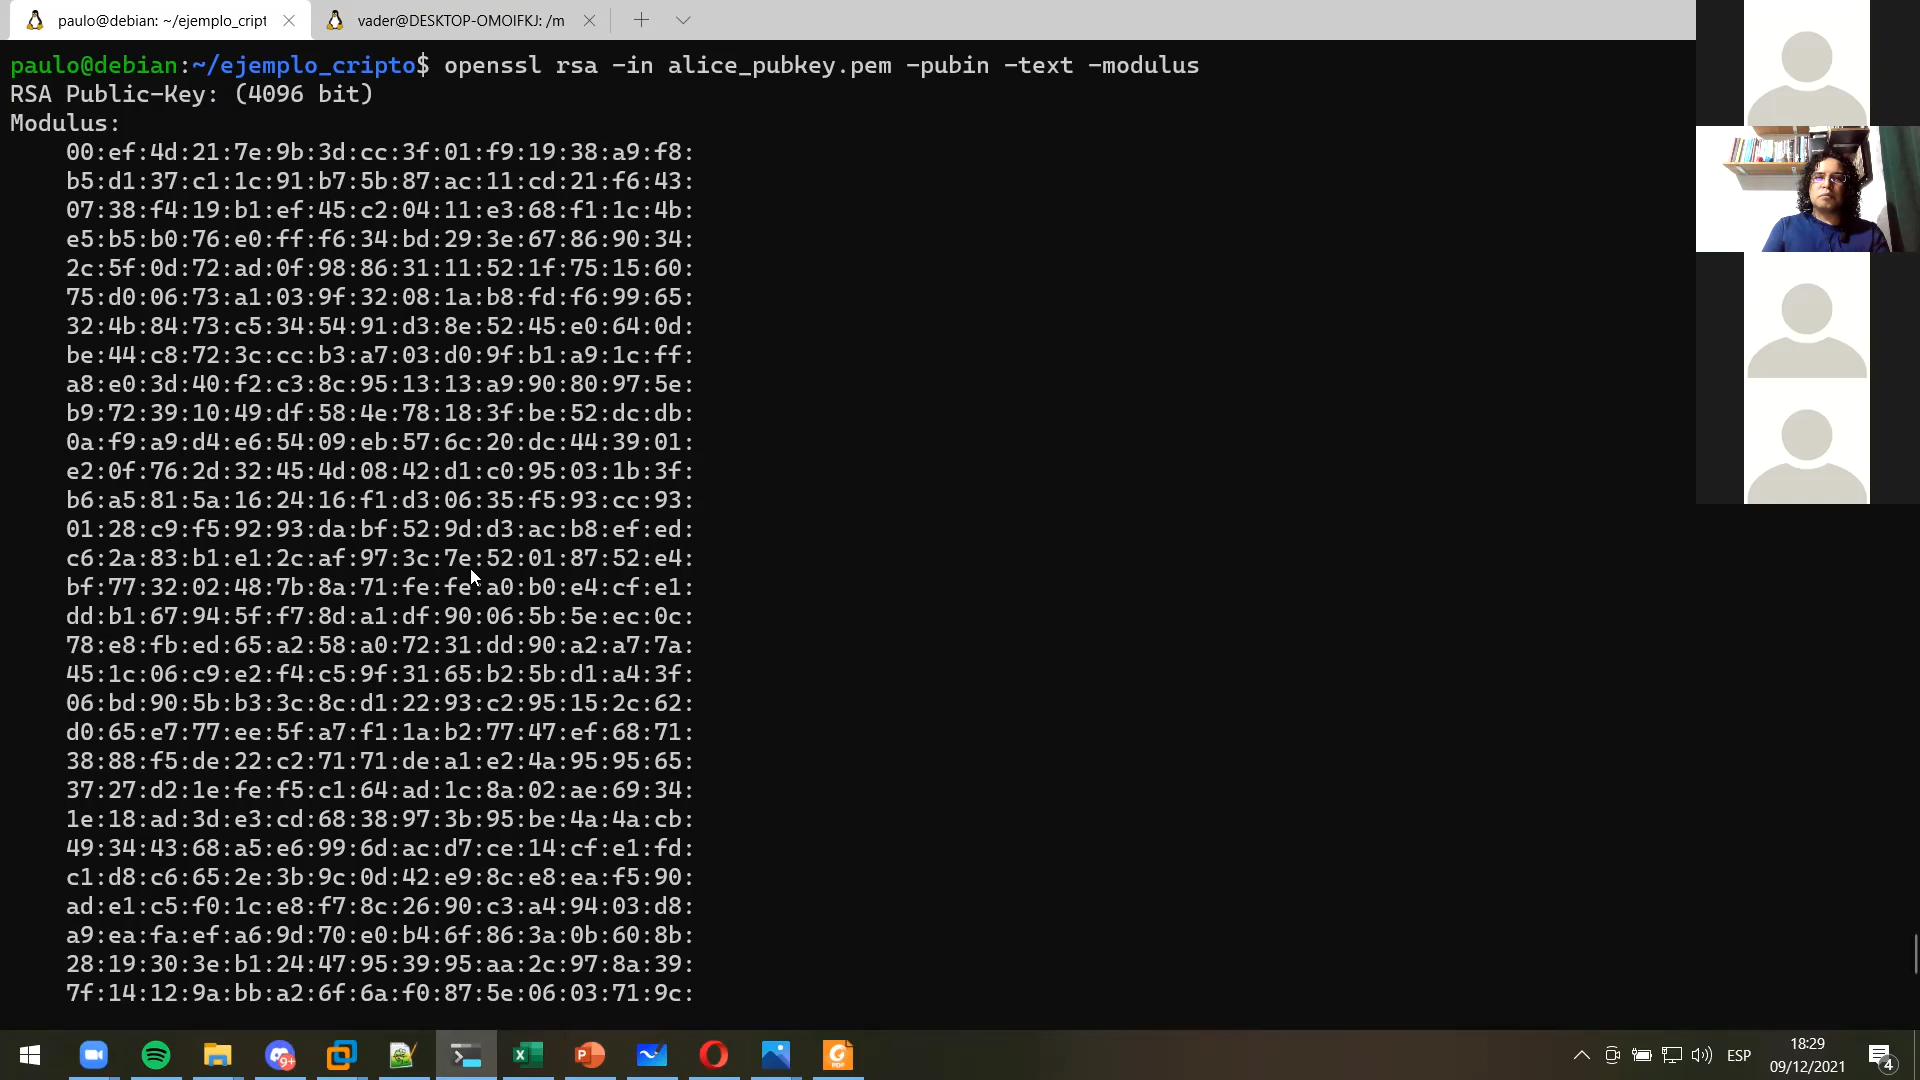 paulo@debian: ~/ejemplo_cript
vader@DESKTOP-OMOIFKJ: /m
paulo@debian:~/ejemplo_cripto$ openssl rsa -in alice_pubkey.pem -pubin -text -modulus
RSA Public-Key: (4096 bit)
Modulus:
00:ef:4d:21:7e:9b:3d:cc:3f:01:f9:19:38:a9:f8:
b5:d1:37:c1:1c:91:b7:5b:87:ac:11:cd:21:f6:43:
07:38:f4:19:b1:ef:45:c2:04:11:e3:68:f1:1c:4b:
e5:b5:b0:76:e0:ff:f6:34:bd:29:3e:67:86:90:34:
2c:5f:0d:72:ad:0f:98:86:31:11:52:1f:75:15:60:
75:d0:06:73:a1:03:9f:32:08:1a:b8:fd:f6:99:65:
32:4b:84:73:c5:34:54:91:d3:8e:52:45:e0:64:0d:
be:44:c8:72:3c:cc:b3:a7:03:d0:9f:b1:a9:1c:ff:
a8:e0:3d:40:f2:c3:8c:95:13:13:a9:90:80:97:5e:
b9:72:39:10:49:df:58:4e:78:18:3f:be:52:dc:db:
0a:f9:a9:d4:e6:54:09:eb:57:6c:20:dc:44:39:01:
e2:0f:76:2d:32:45:4d:08:42:d1:c0:95:03:1b:3f:
b6:a5:81:5a:16:24:16:f1:d3:06:35:f5:93:cc:93:
01:28:c9:f5:92:93:da:bf:52:9d:d3:ac:b8:ef:ed:
c6:2a:83:b1:e1:2c:af:97:3c:7e:52:01:87:52:e4:
bf:77:32:02:48:7b:8a:71:fe:fe:a0:b0:e4:cf:e1:
dd:b1:67:94:5f:f7:8d:a1:df:90:06:5b:5e:ec:0c:
78:e8:fb:ed:65:a2:58:a0:72:31:dd:90:a2:a7:7a:
45:1c:06:c9:e2:f4:c5:9f:31:65:b2:5b:d1:a4:3f:
06:bd:90:5b:b3:3c:8c:d1:22:93:c2:95:15:2c:62:
d0:65:e7:77:ee:5f:a7:f1:1a:b2:77:47:ef:68:71:
38:88:f5:de:22:c2:71:71:de:a1:e2:4a:95:95:65:
37:27:d2:1e:fe:f5:c1:64:ad:1c:8a:02:ae:69:34:
1e:18:ad:3d:e3:cd:68:38:97:3b:95:be:4a:4a:cb:
49:34:43:68:a5:e6:99:6d:ac:d7:ce:14:cf:e1:fd:
c1:d8:c6:65:2e:3b:9c:0d:42:e9:8c:e8:ea:f5:90:
ad:e1:c5:f0:1c:e8:f7:8c:26:90:c3:a4:94:03:d8:
a9:ea:fa:ef:a6:9d:70:e0:b4:6f:86:3a:0b:60:8b:
28:19:30:3e:b1:24:47:95:39:95:aa:2c:97:8a:39:
7f:14:12:9a:bb:a2:6f:6a:f0:87:5e:06:03:71:9c:
9+
ESP
18:29
09/12/2021
4